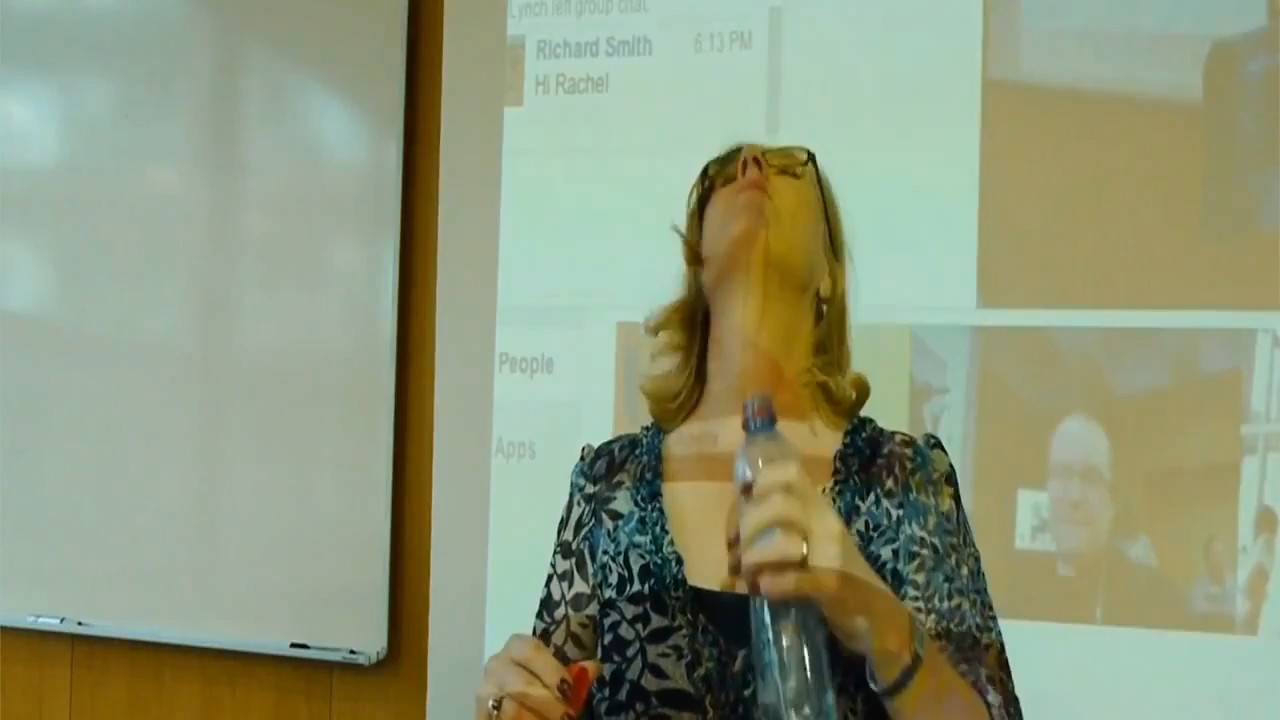 Lynch left group chat.
Richard Smith 6:13 PM
Hi Rachel
People
Apps